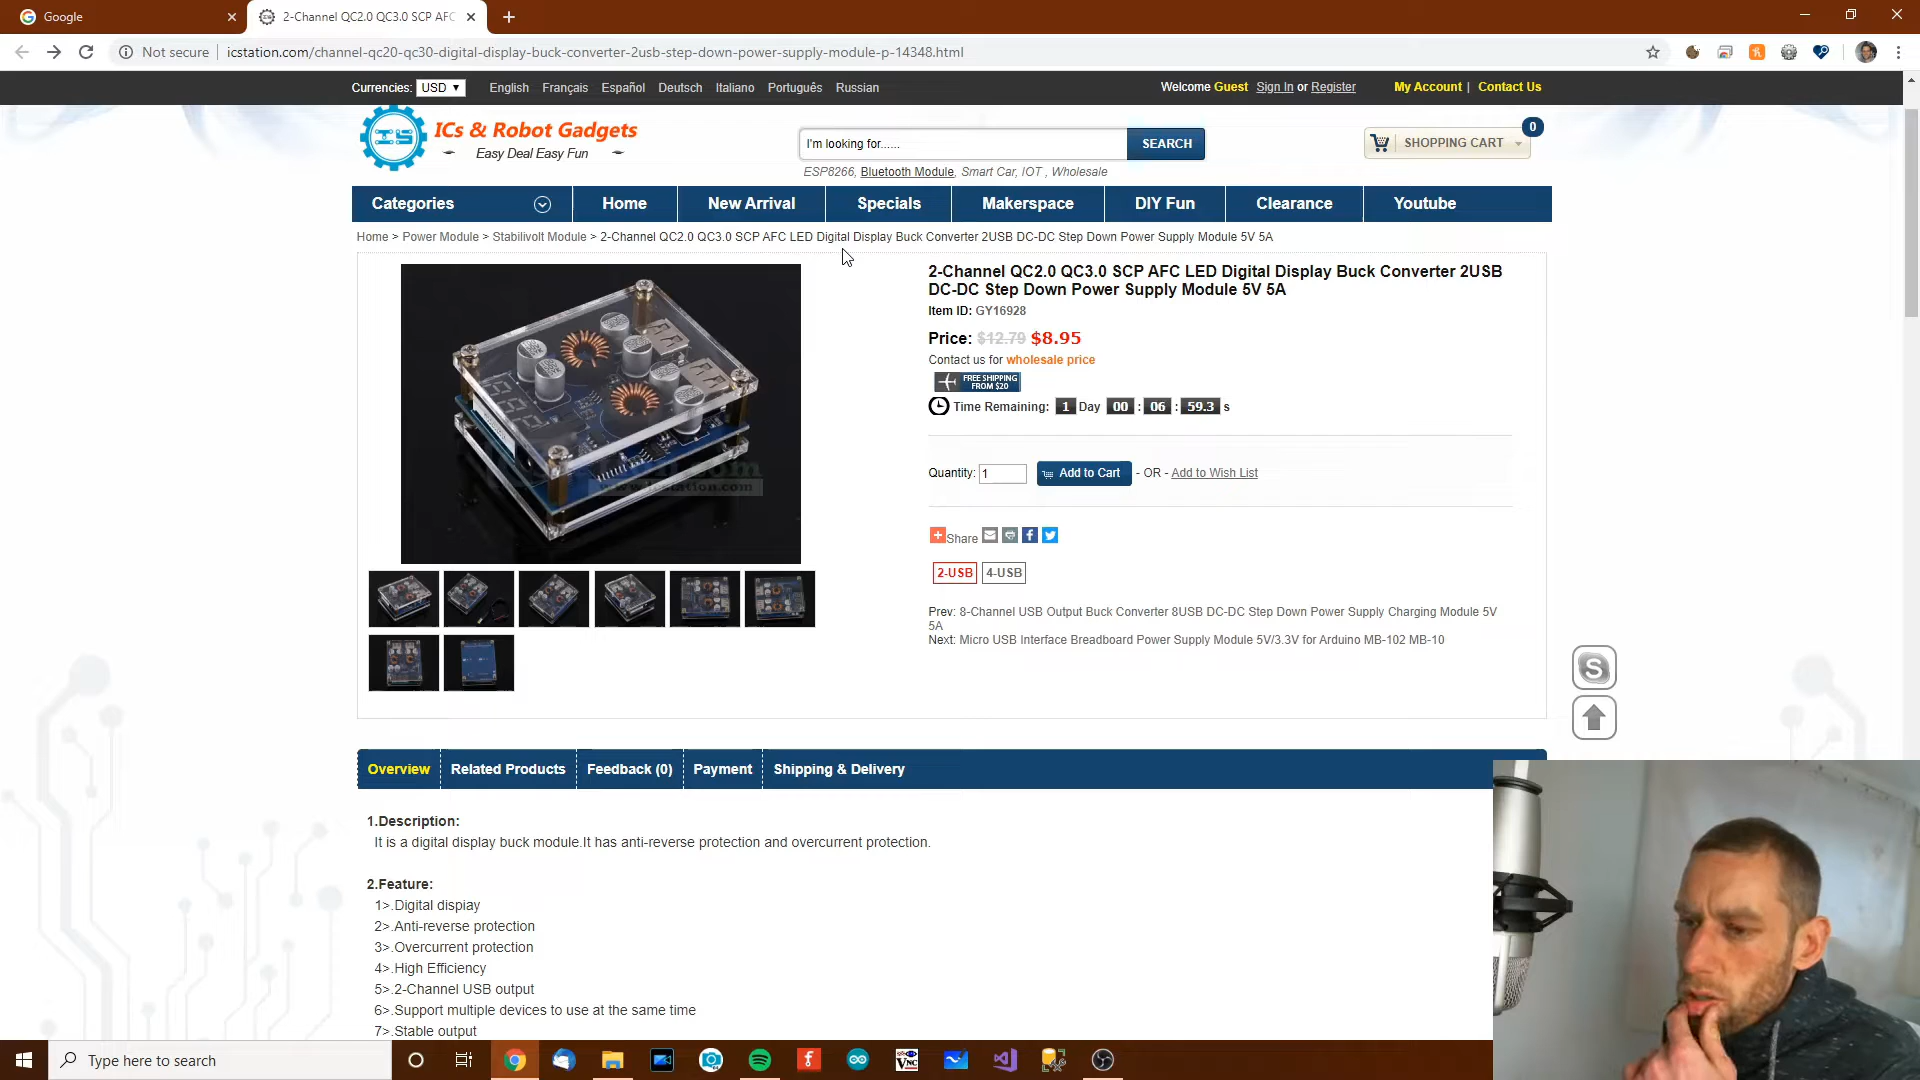 Google
2-Channel QC2.0 QC3.0 SCP AFC
Not secure
icstation.com/channel-qc20-qc30-digital-display-buck-converter-2usb-step-down-power-supply-module-p-14348.html
Currencies: USD English Français Español Deutsch Italiano Português Russian
Welcome Guest Sign In or Register My Account | Contact Us
ICs & Robot Gadgets
Easy Deal Easy Fun
I'm looking for......
SEARCH
0
SHOPPING CART
ESP8266, Bluetooth Module, Smart Car, IOT , Wholesale
Categories Home New Arrival Specials Makerspace DIY Fun Clearance Youtube
Home > Power Module > Stabilivolt Module > 2-Channel QC2.0 QC3.0 SCP AFC LED Digital Display Buck Converter 2USB DC-DC Step Down Power Supply Module 5V 5A
www.icstation.com
2-Channel QC2.0 QC3.0 SCP AFC LED Digital Display Buck Converter 2USB
DC-DC Step Down Power Supply Module 5V 5A
Item ID: GY16928
Price: $12.79 $8.95
Contact us for wholesale price
FREE SHIPPING
FROM $20
Time Remaining: 1 Day 00 : 06 : 59.3 s
Quantity: 1 Add to Cart - OR - Add to Wish List
Share
2-USB 4-USB
Prev: 8-Channel USB Output Buck Converter 8USB DC-DC Step Down Power Supply Charging Module 5V
5A
Next: Micro USB Interface Breadboard Power Supply Module 5V/3.3V for Arduino MB-102 MB-10
Overview Related Products Feedback (0) Payment Shipping & Delivery
1.Description:
It is a digital display buck module.It has anti-reverse protection and overcurrent protection.
2.Feature:
1>.Digital display
2>.Anti-reverse protection
3>.Overcurrent protection
4>.High Efficiency
5>.2-Channel USB output
6>.Support multiple devices to use at the same time
7>.Stable output
Type here to search